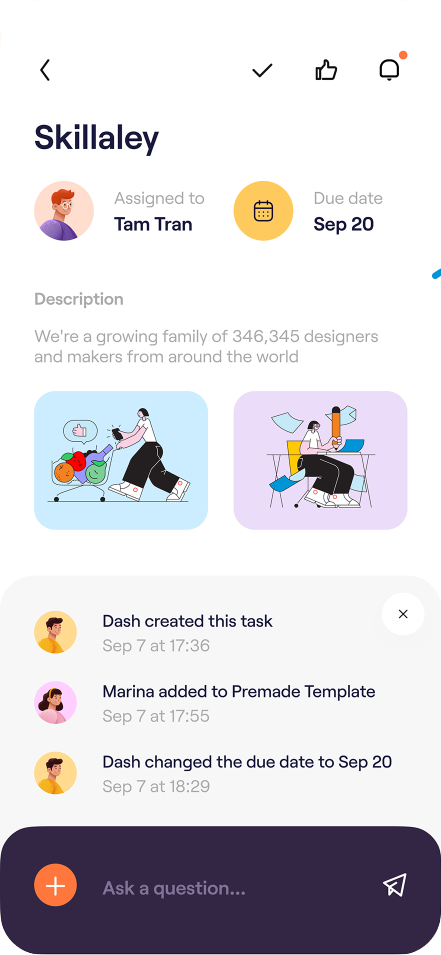 Skillaley
Assigned to
Tam Tran
Due date
Sep 20
Description
We're a growing family of 346,345 designers
and makers from around the world
Dash created this task
Sep 7 at 17:36
Marina added to Premade Template
Sep 7 at 17:55
Dash changed the due date to Sep 20
Sep 7 at 18:29
Ask a question...